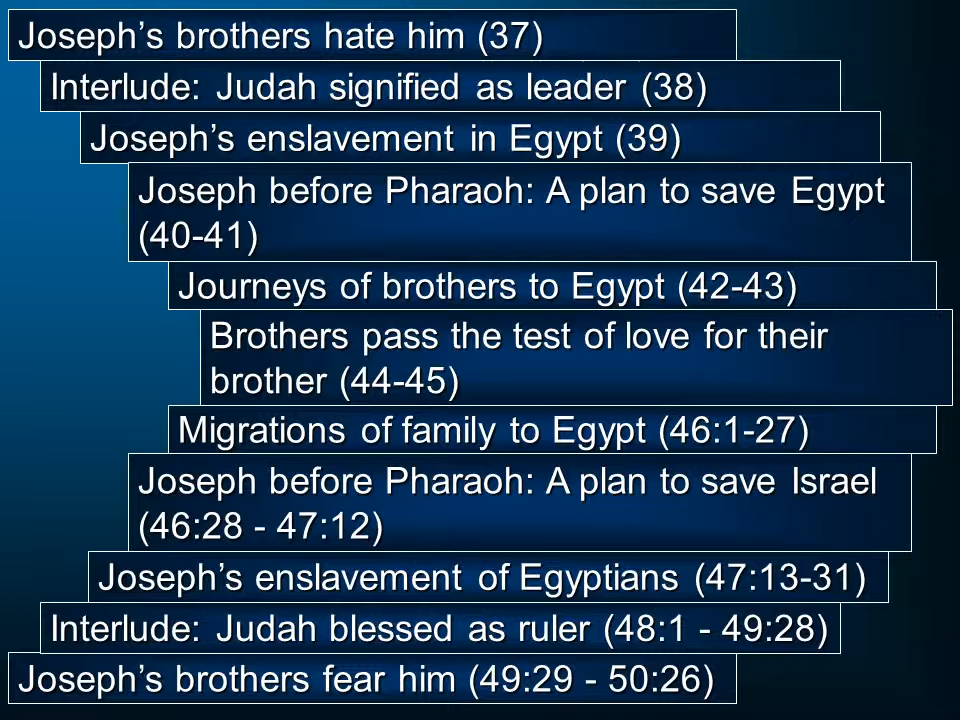 Joseph’s brothers hate him (37)
Interlude: Judah signified as leader (38)
Joseph’s enslavement in Egypt (39)
Joseph before Pharaoh: A plan to save Egypt
(40-41)
Journeys of brothers to Egypt (42-43)
Brothers pass the test of love for their
brother (44-45)
Migrations of family to Egypt (46:1-27)
Joseph before Pharaoh: A plan to save Israel
(46:28 - 47:12)
Joseph’s enslavement of Egyptians (47:13-31)
Interlude: Judah blessed as ruler (48:1 - 49:28)
Joseph’s brothers fear him (49:29 - 50:26)